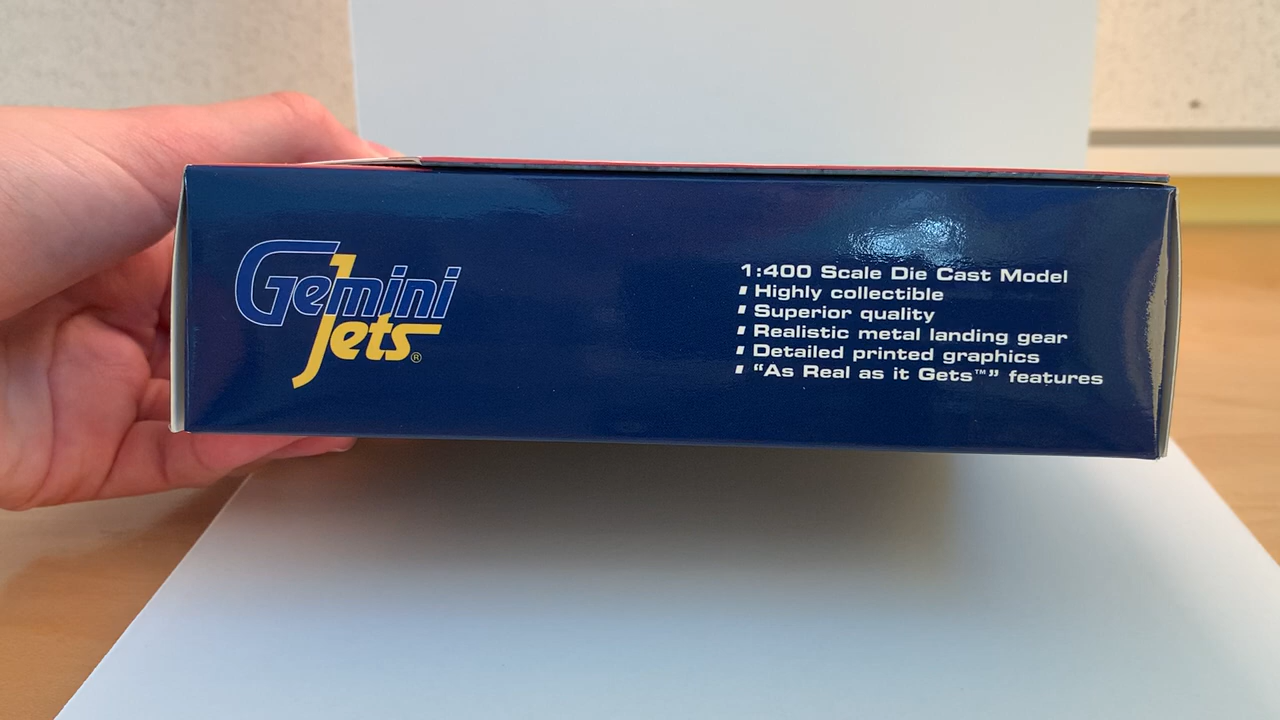 Gemini
Jets®
1:400 Scale Die Cast Model
▪ Highly collectible
▪ Superior quality
▪ Realistic metal landing gear
▪ Detailed printed graphics
▪ “As Real as it Gets™” features